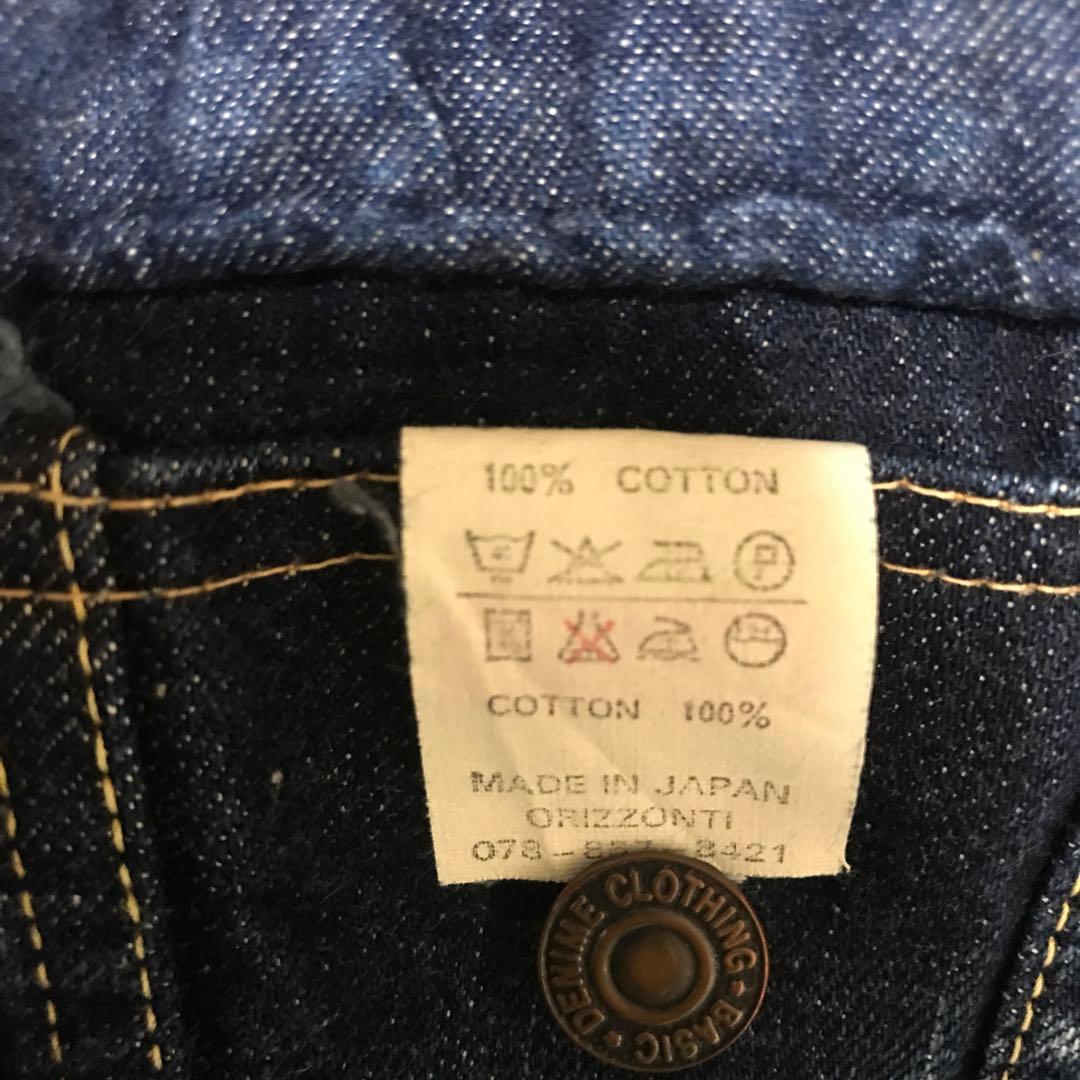 100% COTTON
COTTON 100%
MADE IN JAPAN
ORIZZONTI
078- 8421
DENIME CLOTHING ★ BASIC ★